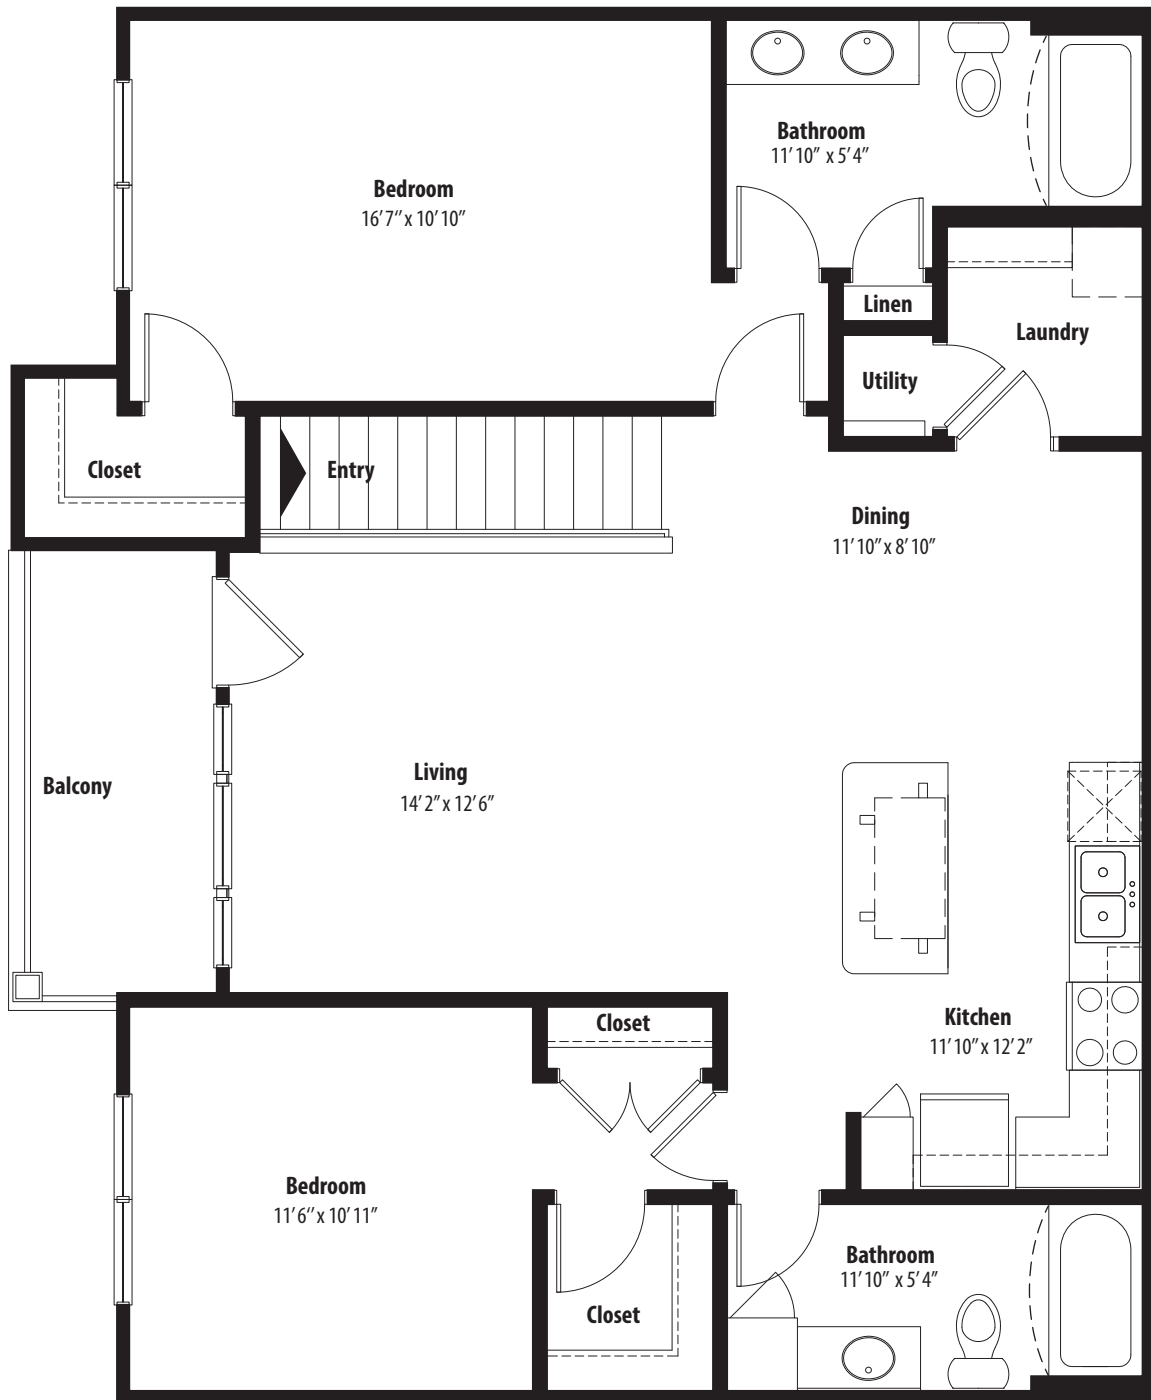 Bathroom
11’10” x 5’4”
Bedroom
16’7” x 10’10”
Linen
Laundry
Utility
Closet
Entry
Dining
11’10” x 8’10”
Living
14’2” x 12’6”
Balcony
Closet
Kitchen
11’10” x 12’2”
Bedroom
11’6” x 10’11”
Bathroom
11’10” x 5’4”
Closet